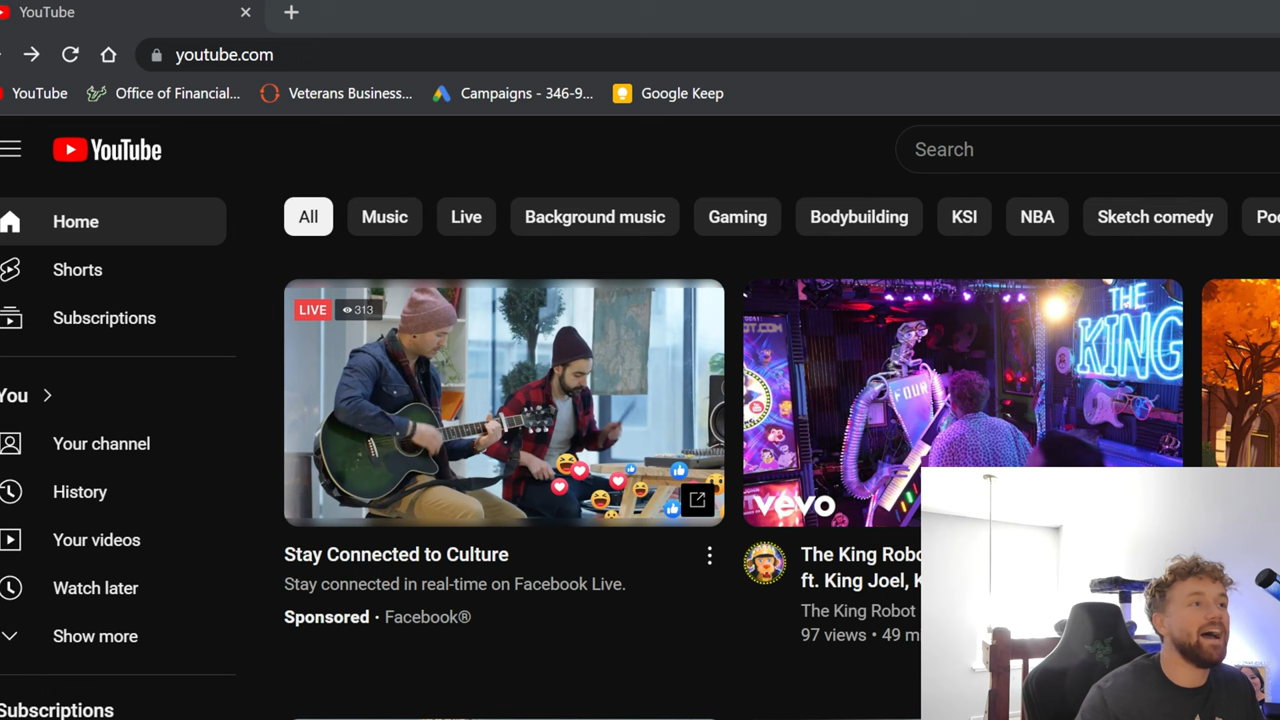 YouTube
youtube.com
YouTube Office of Financial... Veterans Business... Campaigns - 346-9... Google Keep
YouTube
Search
Home
All Music Live Background music Gaming Bodybuilding KSI NBA Sketch comedy
Shorts
Subscriptions
You
Your channel
History
Your videos
Watch later
Show more
Subscriptions
LIVE 313
Stay Connected to Culture
Stay connected in real-time on Facebook Live.
Sponsored • Facebook®
THE
KING
FOUR
vevo
The King Robo
ft. King Joel, K
The King Robot
97 views • 49 m